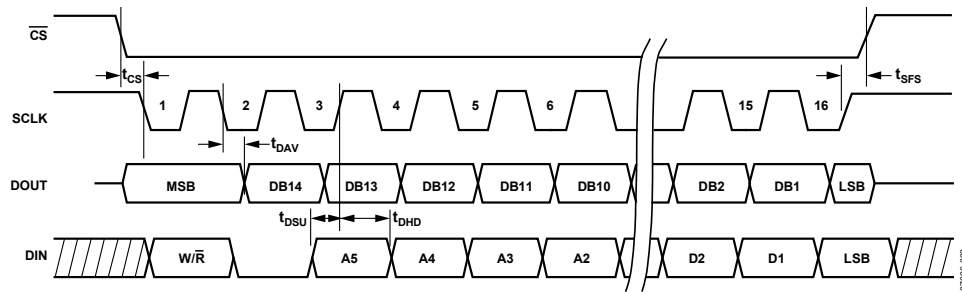 CS
tCS
tSFS
SCLK
1 2 3 4 5 6 15 16
tDAV
DOUT
MSB DB14 DB13 DB12 DB11 DB10 DB2 DB1 LSB
tDSU tDHD
DIN
W/R A5 A4 A3 A2 D2 D1 LSB